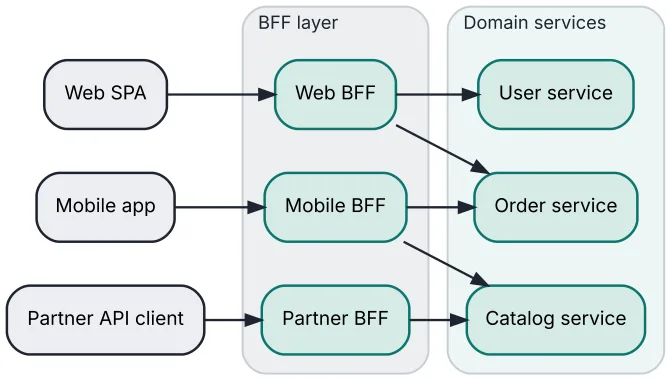 BFF layer
Domain services
Web SPA
Web BFF
User service
Mobile app
Mobile BFF
Order service
Partner API client
Partner BFF
Catalog service